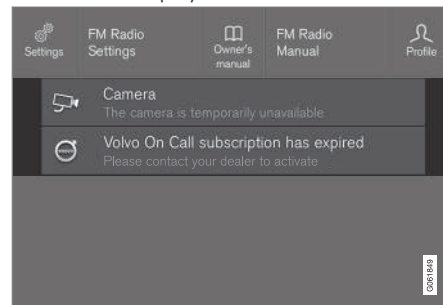 Settings
FM Radio
Settings
Owner's
manual
FM Radio
Manual
Profile
Camera
The camera is temporarily unavailable
Volvo On Call subscription has expired
Please contact your dealer to activate
G061849